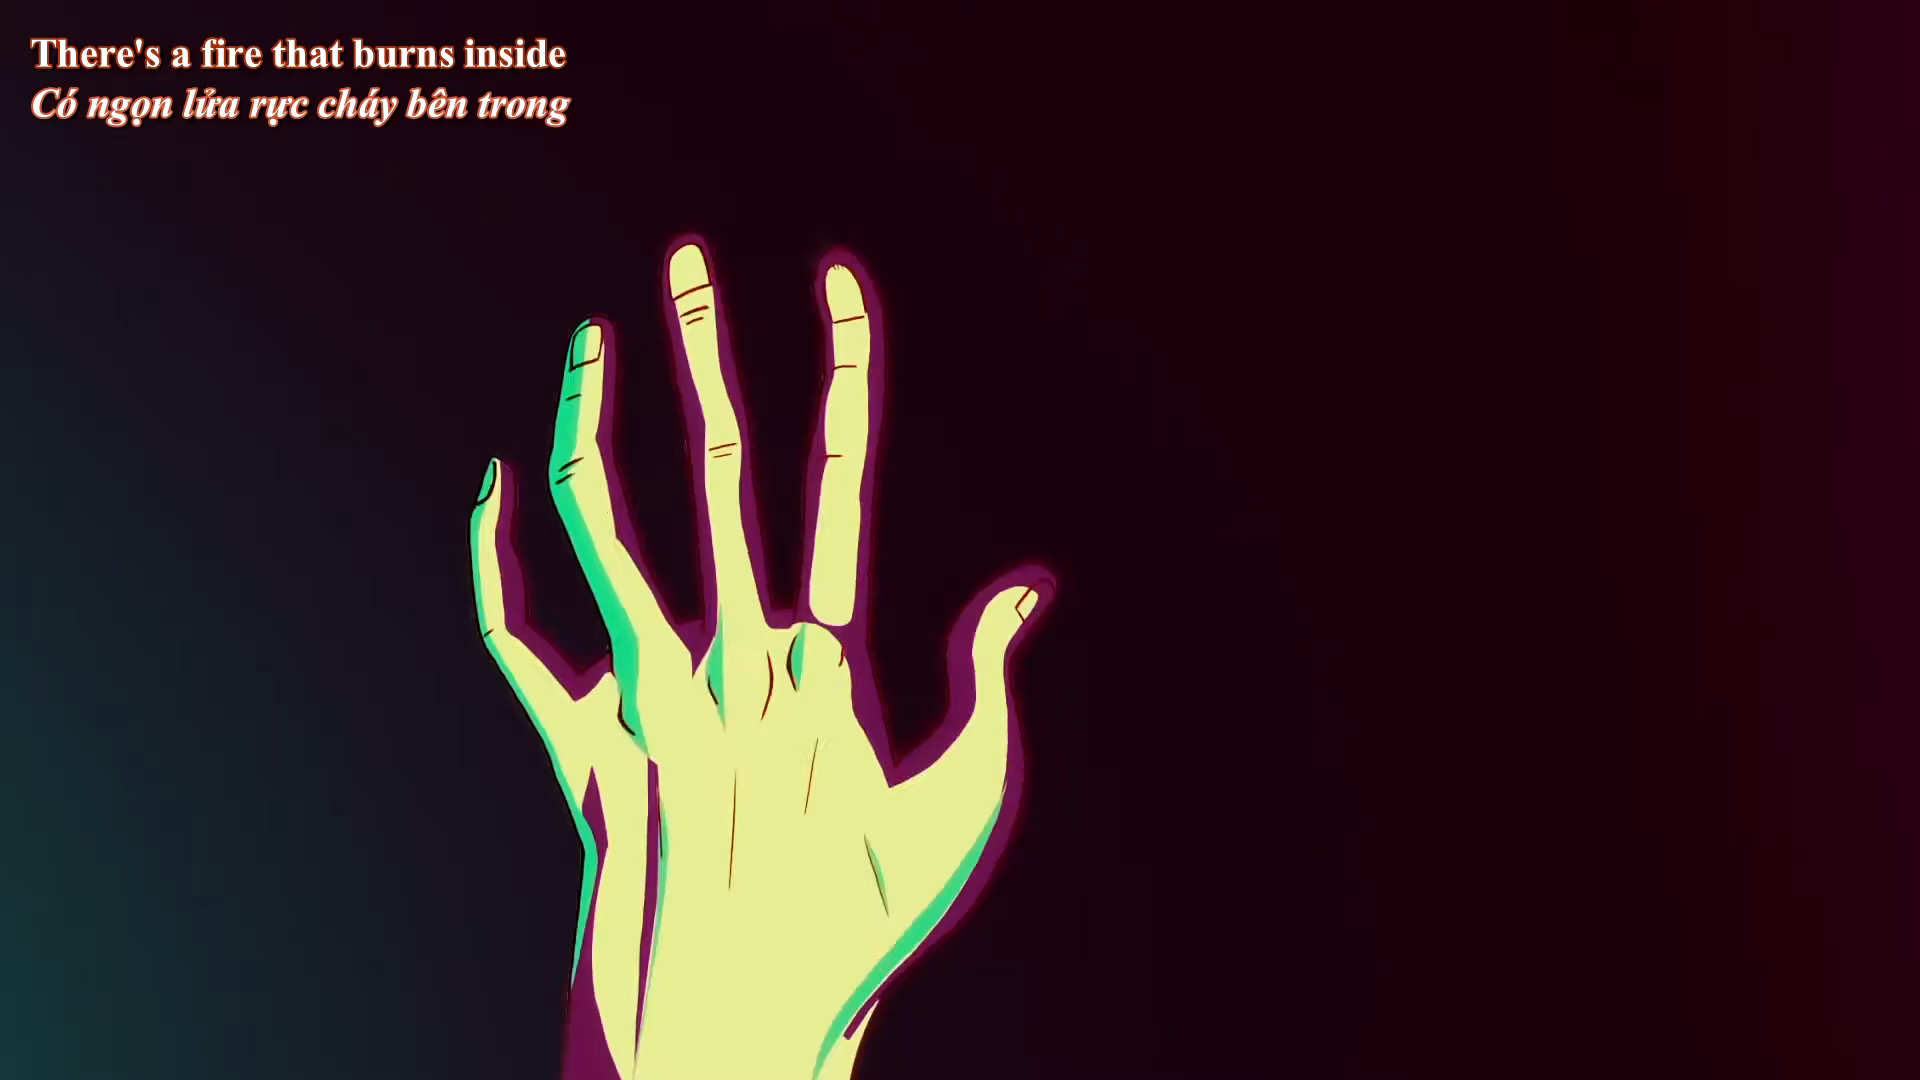 There's a fire that burns inside
Có ngọn lửa rực cháy bên trong